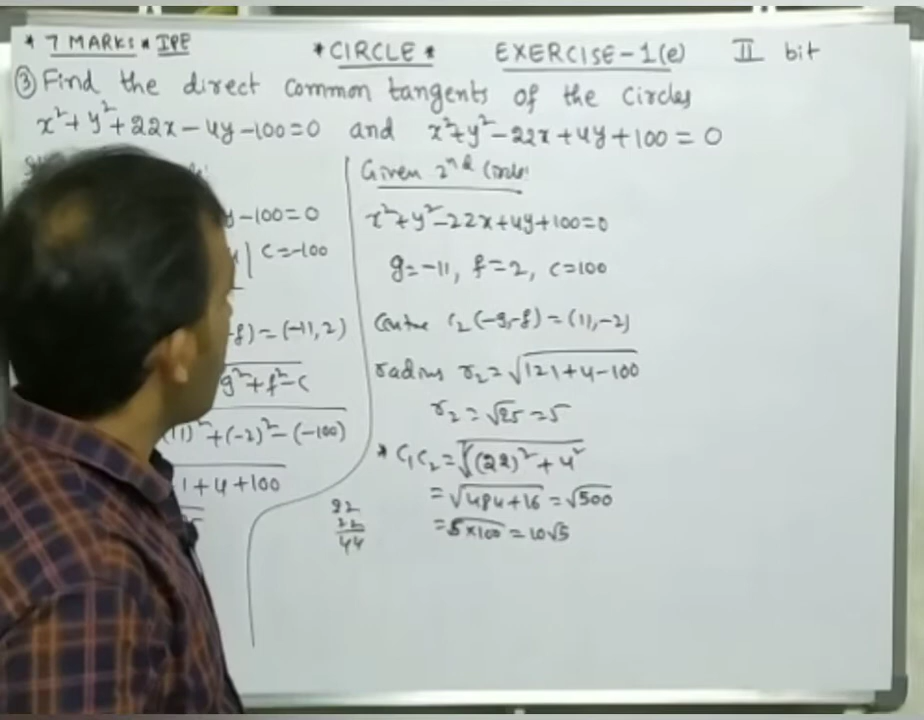 * 7 MARKS * IPE
* CIRCLE * EXERCISE-1(e) II bit
③ Find the direct common tangents of the circles
x²+y²+22x-4y-100=0 and x²+y²-22x+4y+100=0
y-100=0
c=-100
-f)=(-11,2)
g²+f²-c
11)²+(-2)²-(-100)
1+4+100
Given 2nd Circle:
x²+y²-22x+4y+100=0
g=-11, f=2, c=100
Centre C₂(-g,-f)=(11,-2)
radius r₂=√121+4-100
r₂=√25=5
* C₁C₂=√(22)²+4²
=√484+16=√500
=√5×100=10√5
22
22
44